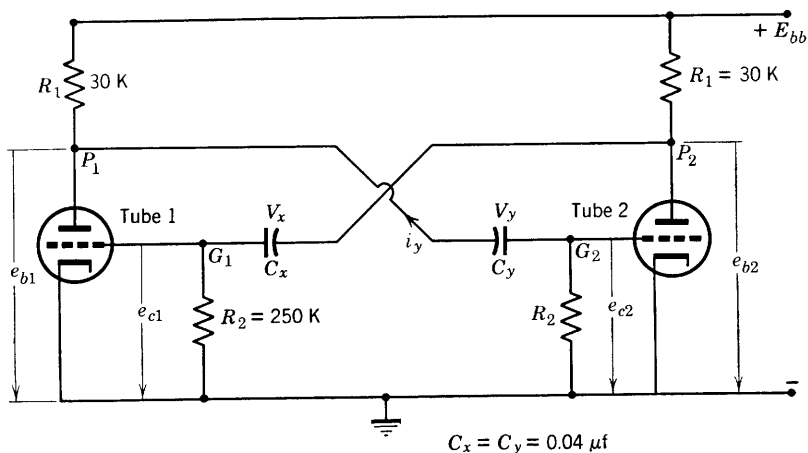 + E_bb
R_1 30 K
R_1 = 30 K
P_1
P_2
Tube 1
V_x
V_y
Tube 2
G_1
C_x
i_y
C_y
G_2
e_b1
e_c1
R_2 = 250 K
R_2
e_c2
e_b2
−
C_x = C_y = 0.04 μf